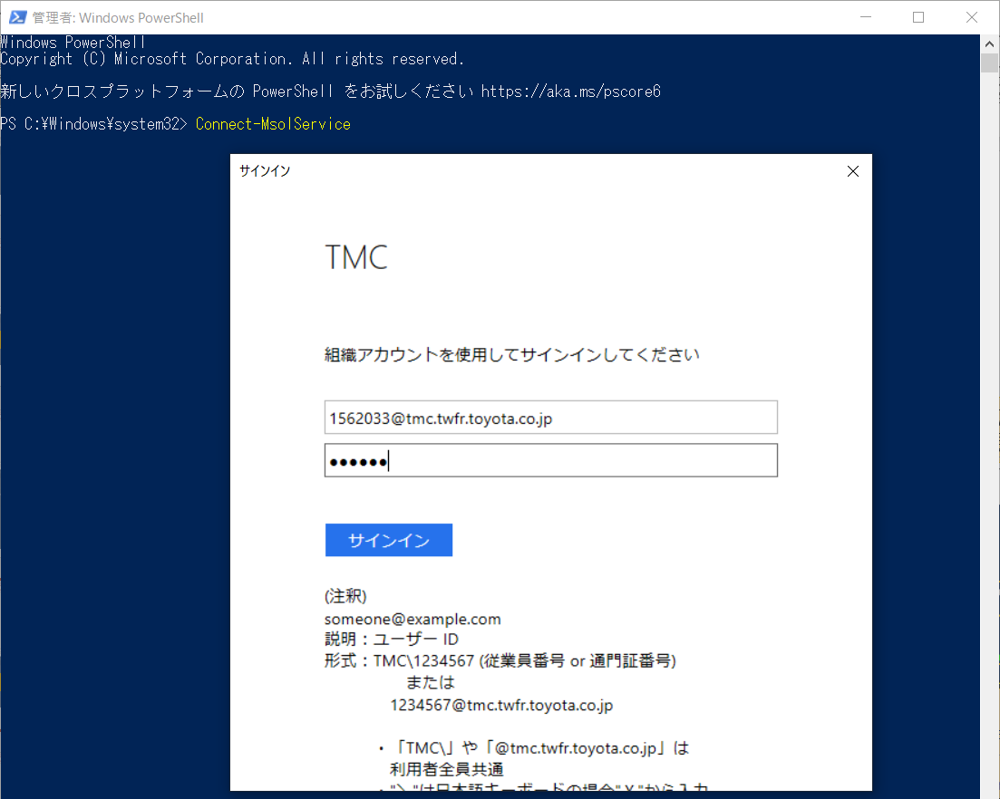 管理者: Windows PowerShell
Windows PowerShell
Copyright (C) Microsoft Corporation. All rights reserved.
新しいクロスプラットフォームの PowerShell をお試しください https://aka.ms/pscore6
PS C:¥Windows¥system32> Connect-MsolService
サインイン
TMC
組織アカウントを使用してサインインしてください
1562033@tmc.twfr.toyota.co.jp
●●●●●●
サインイン
(注釈)
someone@example.com
説明：ユーザー ID
形式：TMC\1234567 (従業員番号 or 通門証番号)
または
1234567@tmc.twfr.toyota.co.jp
・「TMC\」や「@tmc.twfr.toyota.co.jp」は
利用者全員共通
・"＼"は日本語キーボードの場合"￥"から入力